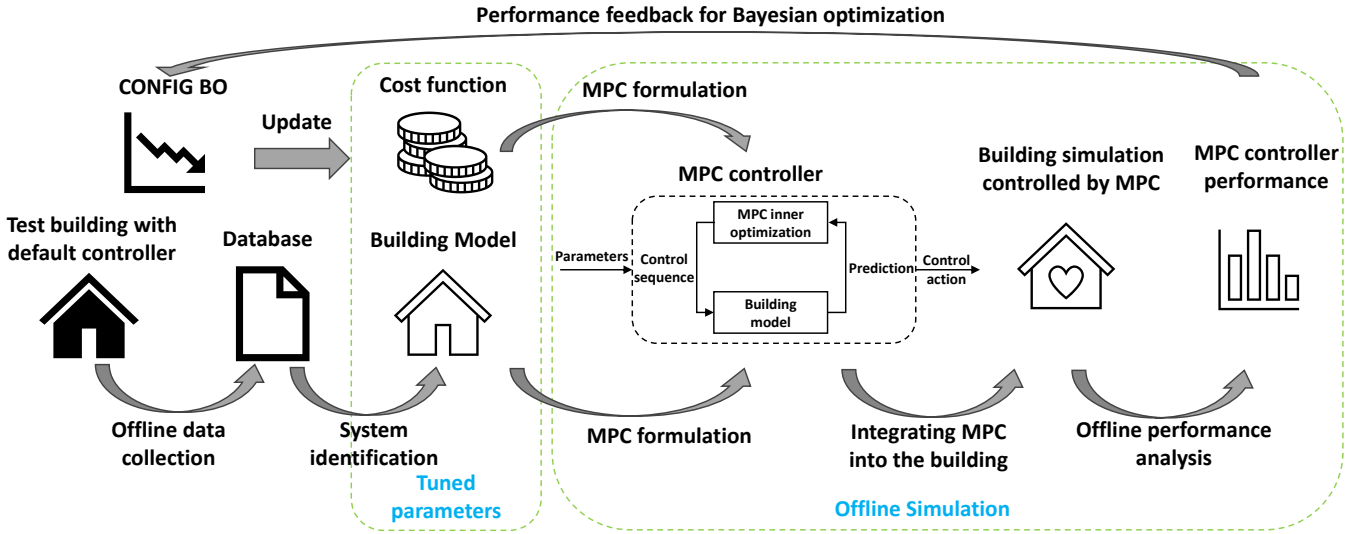 Performance feedback for Bayesian optimization
CONFIG BO
Update
Cost function
MPC formulation
Test building with
default controller
Database
Building Model
MPC controller
Parameters
Control
sequence
MPC inner
optimization
Building
model
Prediction
Control
action
Building simulation
controlled by MPC
MPC controller
performance
Offline data
collection
System
identification
MPC formulation
Integrating MPC
into the building
Offline performance
analysis
Tuned
parameters
Offline Simulation